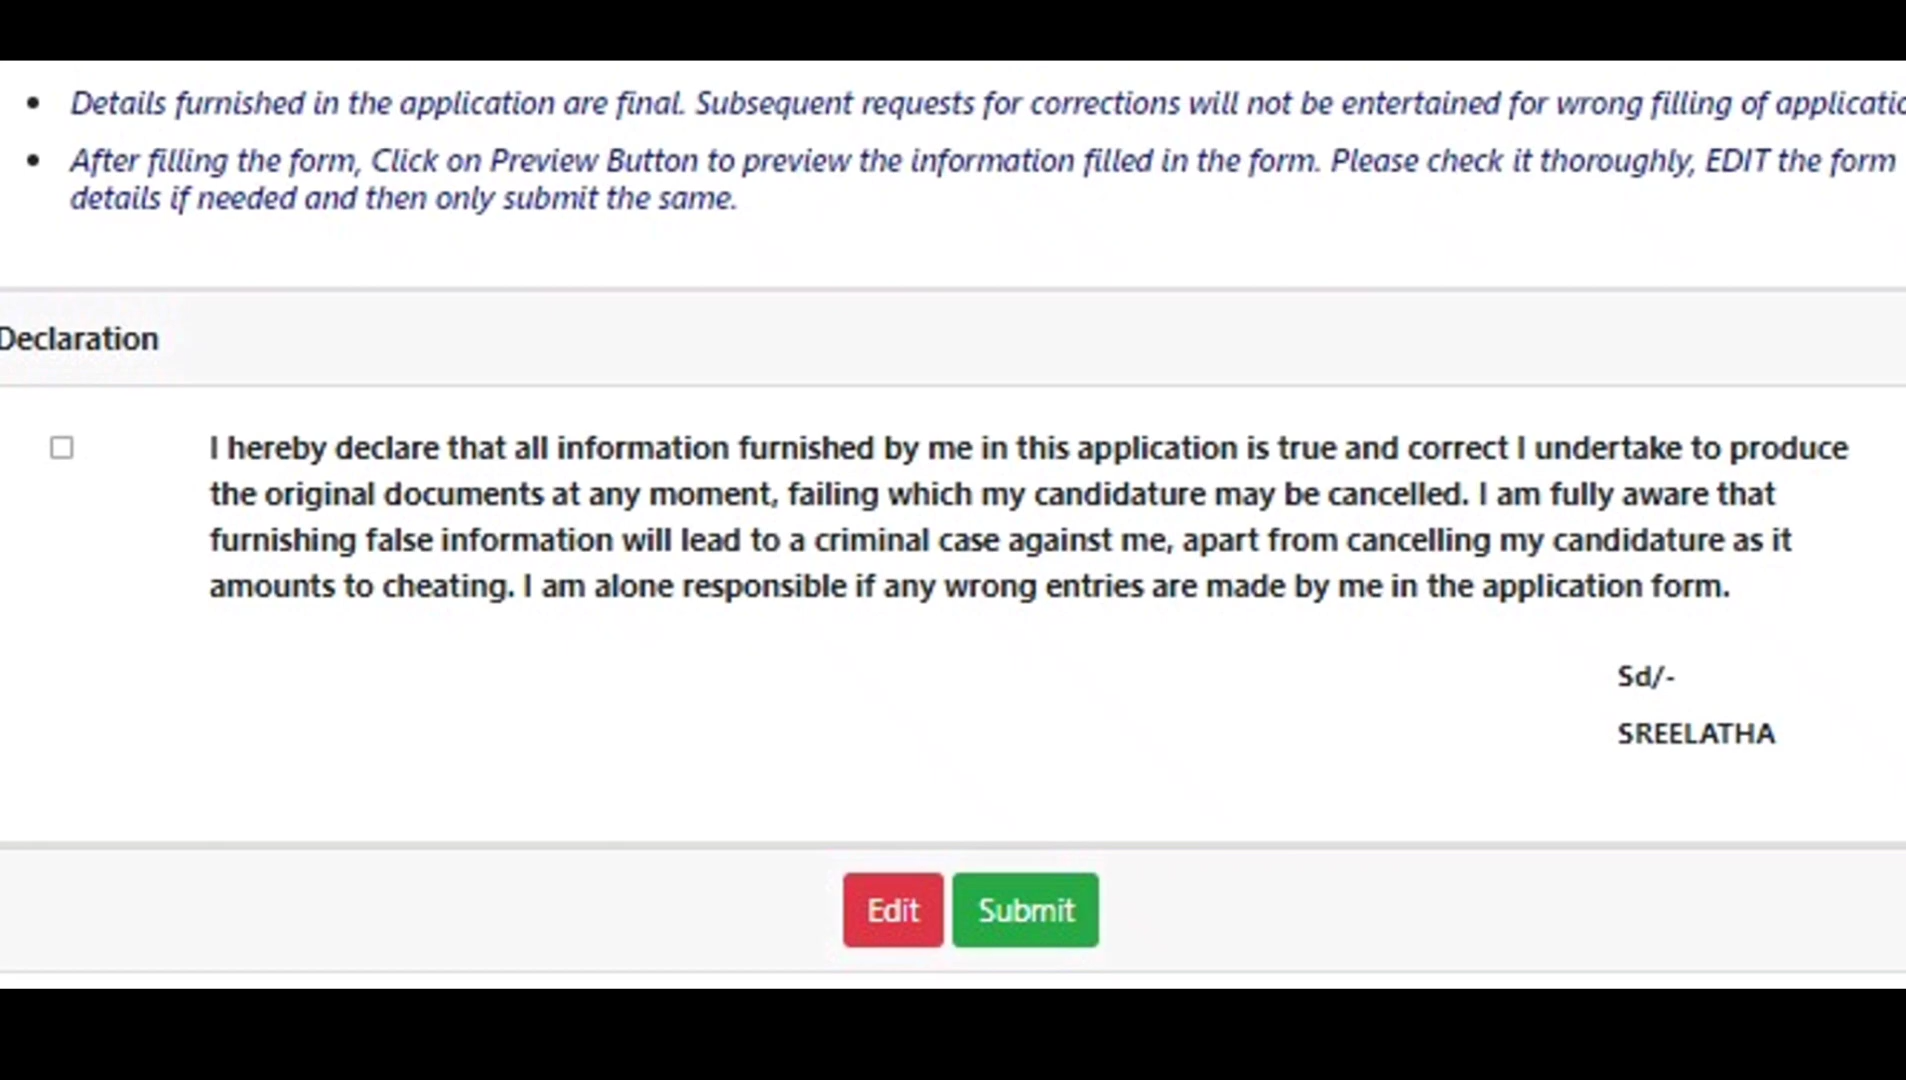 Details furnished in the application are final. Subsequent requests for corrections will not be entertained for wrong filling of
After filling the form, Click on Preview Button to preview the information filled in the form. Please check it thoroughly, EDIT the form
details if needed and then only submit the same.
Declaration
I hereby declare that all information furnished by me in this application is true and correct I undertake to produce
the original documents at any moment, failing which my candidature may be cancelled. I am fully aware that
furnishing false information will lead to a criminal case against me, apart from cancelling my candidature as it
amounts to cheating. I am alone responsible if any wrong entries are made by me in the application form.
Sd/-
SREELATHA
Edit Submit